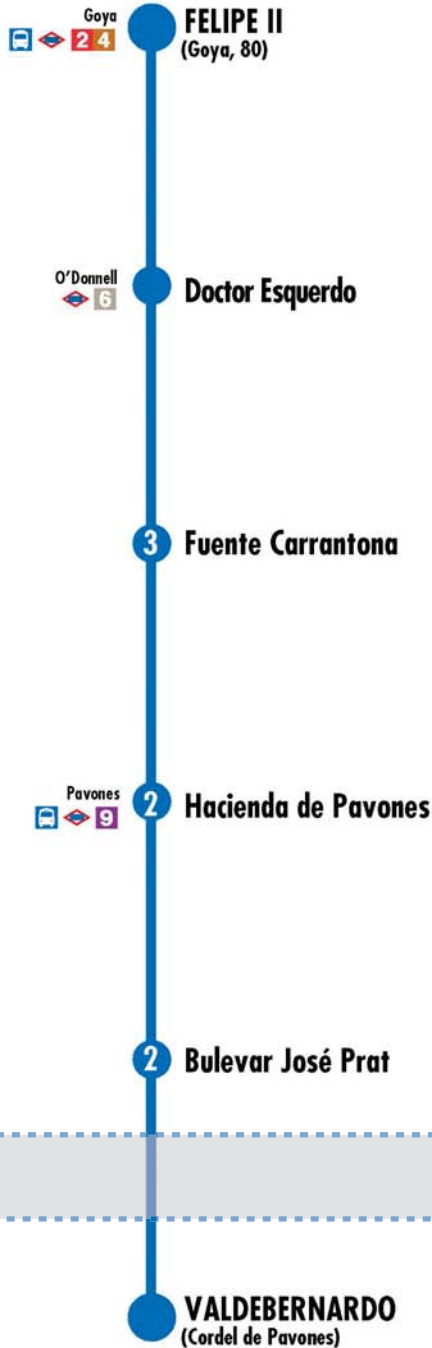 Goya
2 4
FELIPE II
(Goya, 80)
O'Donnell
6
Doctor Esquerdo
3
Fuente Carrantona
Pavones
9
2
Hacienda de Pavones
2
Bulevar José Prat
VALDEBERNARDO
(Cordel de Pavones)